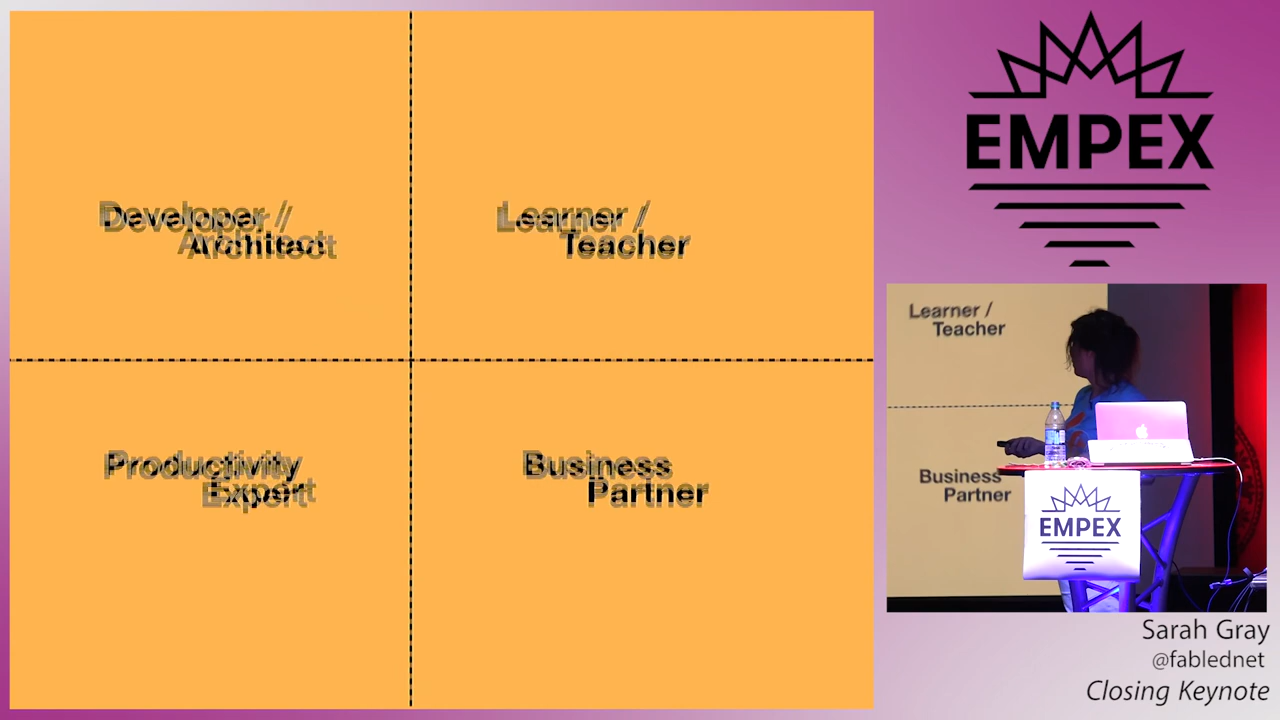 Developer /
Architect
Learner /
Teacher
Productivity
Expert
Business
Partner
EMPEX
Learner /
Teacher
Business
Partner
EMPEX
Sarah Gray
@fablednet
Closing Keynote